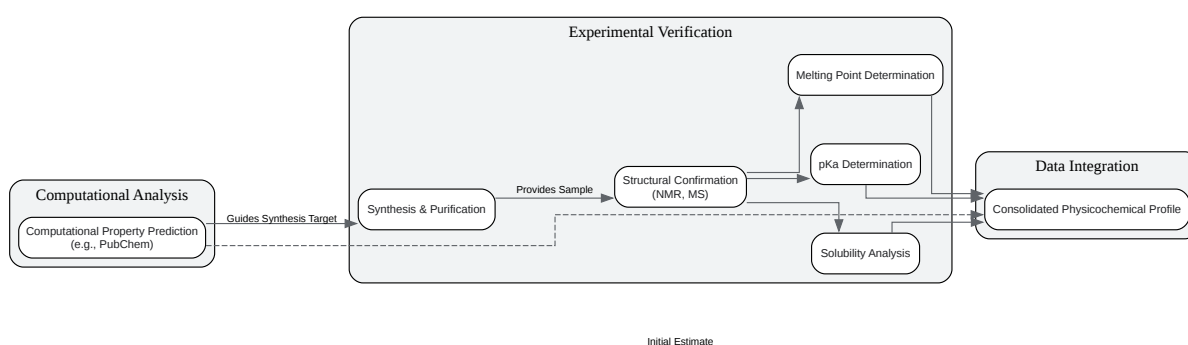 Experimental Verification
Melting Point Determination
pKa Determination
Data Integration
Structural Confirmation
(NMR, MS)
Computational Analysis
Provides Sample
Synthesis & Purification
Consolidated Physicochemical Profile
Guides Synthesis Target
Computational Property Prediction
(e.g., PubChem)
Solubility Analysis
Initial Estimate